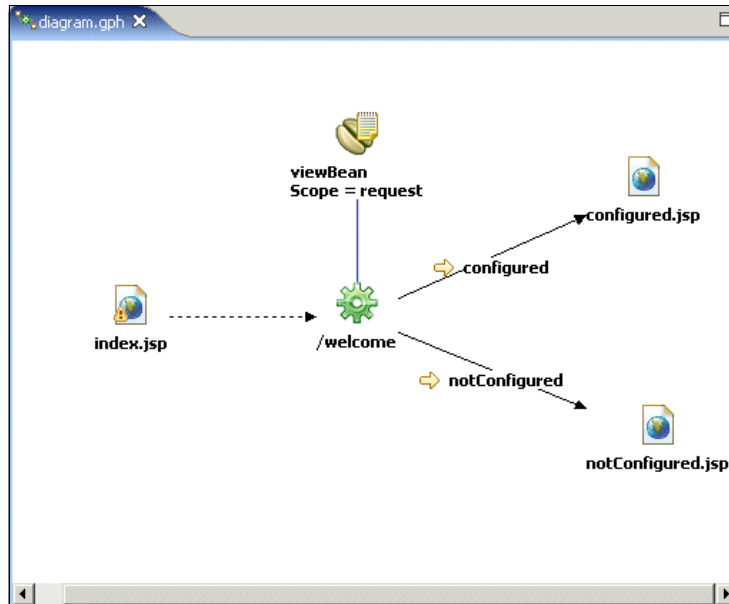 diagram.gph
viewBean
Scope = request
configured.jsp
configured
index.jsp
/welcome
notConfigured
notConfigured.jsp